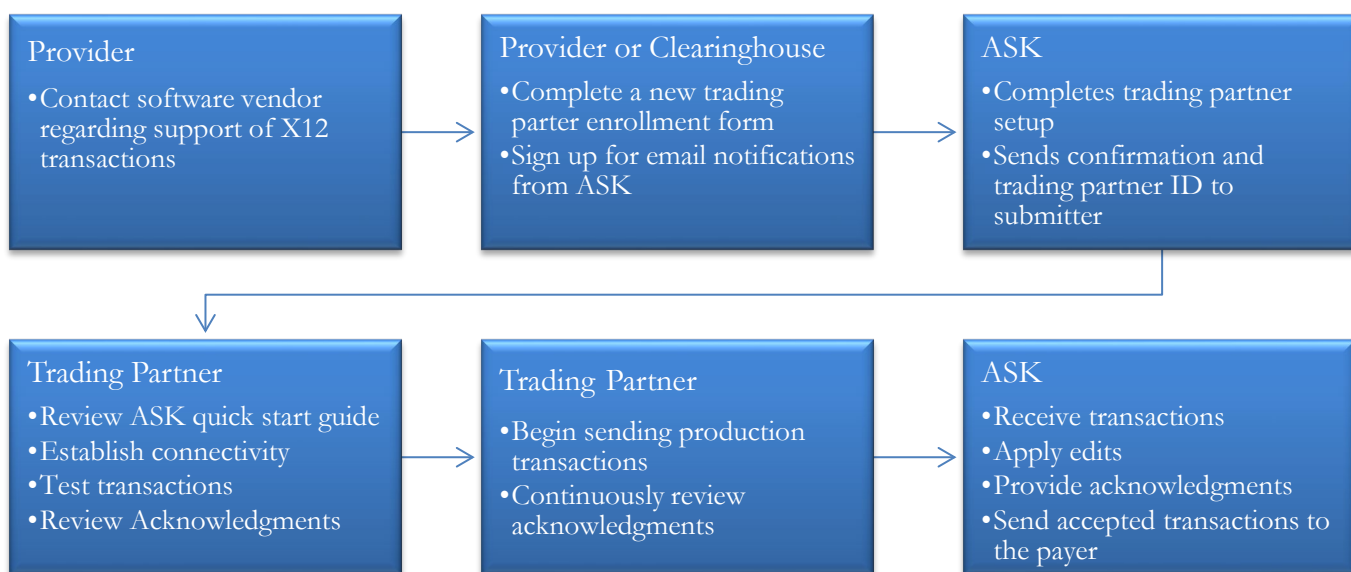 Provider
•Contact software vendor
regarding support of X12
transactions
Provider or Clearinghouse
•Complete a new trading
parter enrollment form
•Sign up for email notifications
from ASK
ASK
•Completes trading partner
setup
•Sends confirmation and
trading partner ID to
submitter
Trading Partner
•Review ASK quick start guide
•Establish connectivity
•Test transactions
•Review Acknowledgments
Trading Partner
•Begin sending production
transactions
•Continuously review
acknowledgments
ASK
•Receive transactions
•Apply edits
•Provide acknowledgments
•Send accepted transactions to
the payer